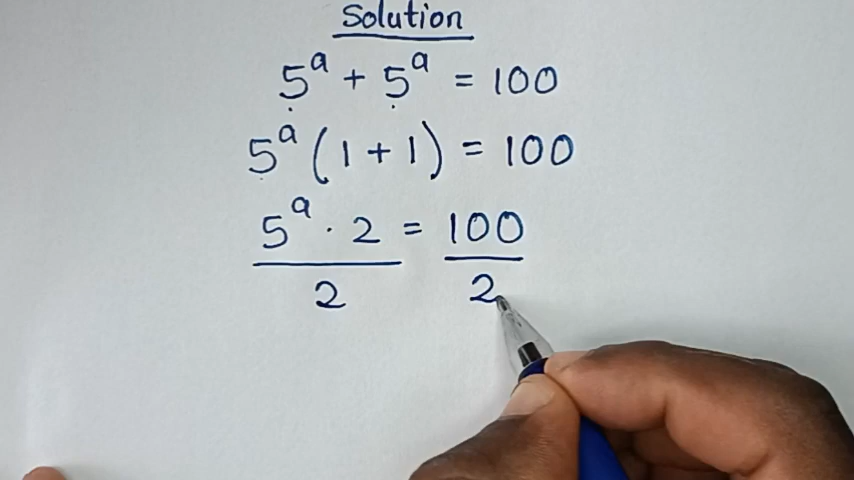 Solution
5^a + 5^a = 100
5^a (1 + 1) = 100
5^a · 2 = 100
2 2